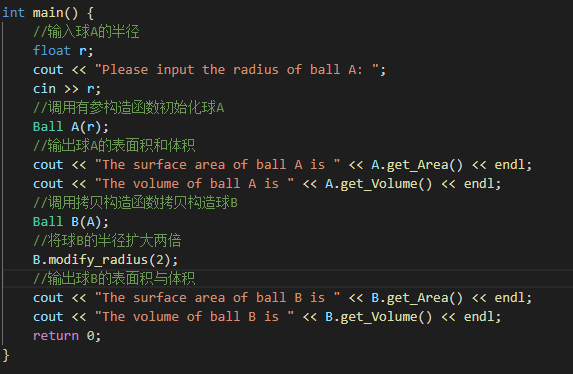 int main() {
//输入球A的半径
float r;
cout << "Please input the radius of ball A: ";
cin >> r;
//调用有参构造函数初始化球A
Ball A(r);
//输出球A的表面积和体积
cout << "The surface area of ball A is " << A.get_Area() << endl;
cout << "The volume of ball A is " << A.get_Volume() << endl;
//调用拷贝构造函数拷贝构造球B
Ball B(A);
//将球B的半径扩大两倍
B.modify_radius(2);
//输出球B的表面积与体积
cout << "The surface area of ball B is " << B.get_Area() << endl;
cout << "The volume of ball B is " << B.get_Volume() << endl;
return 0;
}